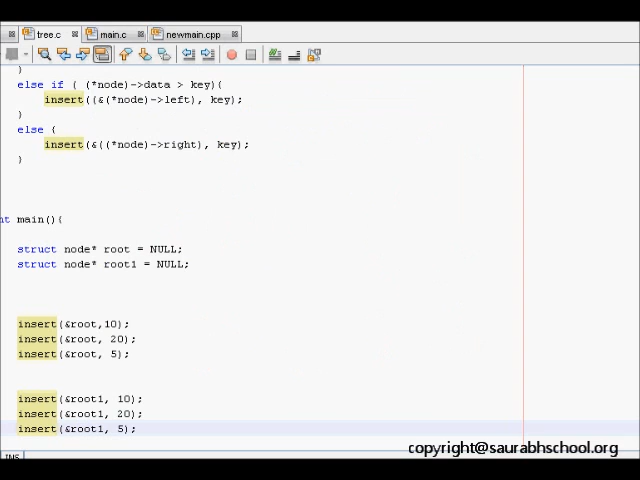 tree.c main.c newmain.cpp
}
else if ( (*node)->data > key){
insert((&(*node)->left), key);
}
else {
insert(&((*node)->right), key);
}
nt main(){
struct node* root = NULL;
struct node* root1 = NULL;
insert(&root,10);
insert(&root, 20);
insert(&root, 5);
insert(&root1, 10);
insert(&root1, 20);
insert(&root1, 5);
copyright@saurabhschool.org
INS